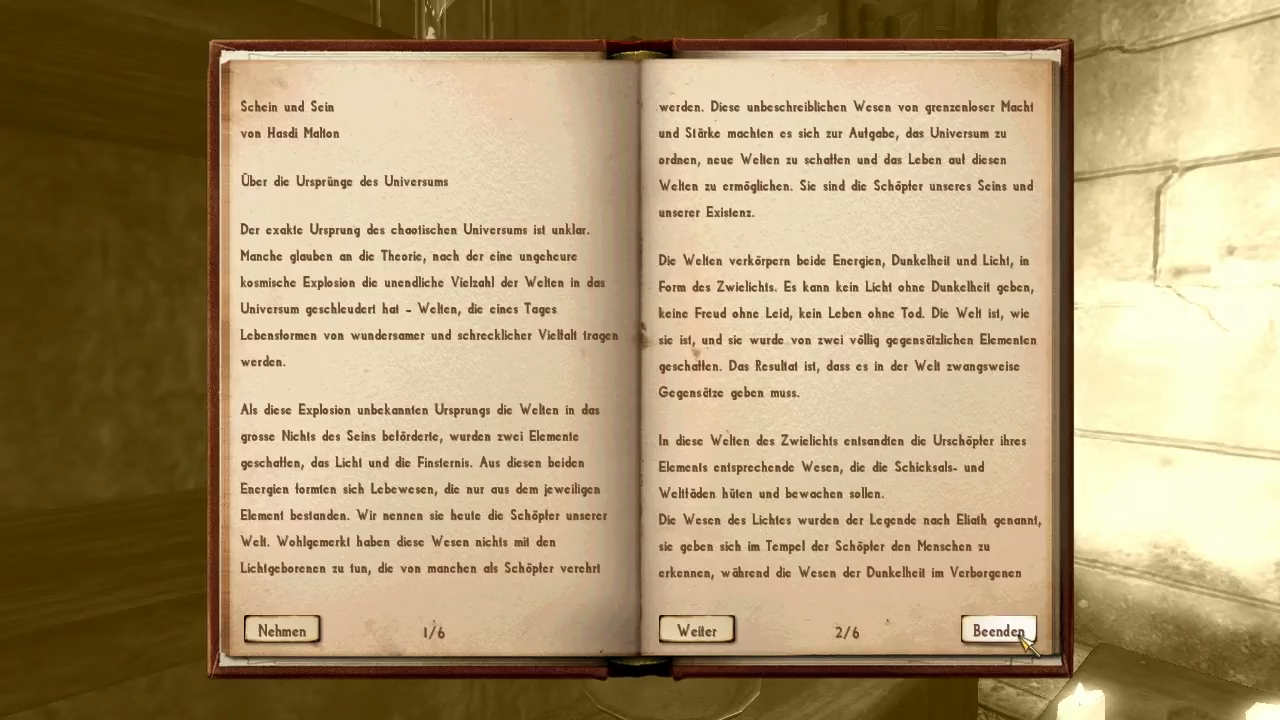 Schein und Sein
von Hasdi Malton
Über die Ursprünge des Universums
Der exakte Ursprung des chaotischen Universums ist unklar.
Manche glauben an die Theorie, nach der eine ungeheure
kosmische Explosion die unendliche Vielzahl der Welten in das
Universum geschleudert hat - Welten, die eines Tages
Lebensformen von wundersamer und schrecklicher Vielfalt tragen
werden.
Als diese Explosion unbekannten Ursprungs die Welten in das
grosse Nichts des Seins beförderte, wurden zwei Elemente
geschaffen, das Licht und die Finsternis. Aus diesen beiden
Energien formten sich Lebewesen, die nur aus dem jeweiligen
Element bestanden. Wir nennen sie heute die Schöpfer unserer
Welt. Wohlgemerkt haben diese Wesen nichts mit den
Lichtgeborenen zu tun, die von manchen als Schöpfer verehrt
Nehmen
1/6
werden. Diese unbeschreiblichen Wesen von grenzenloser Macht
und Stärke machten es sich zur Aufgabe, das Universum zu
ordnen, neue Welten zu schaffen und das Leben auf diesen
Welten zu ermöglichen. Sie sind die Schöpfer unseres Seins und
unserer Existenz.
Die Welten verkörpern beide Energien, Dunkelheit und Licht, in
Form des Zwielichts. Es kann kein Licht ohne Dunkelheit geben,
keine Freud ohne Leid, kein Leben ohne Tod. Die Welt ist, wie
sie ist, und sie wurde von zwei völlig gegensätzlichen Elementen
geschaffen. Das Resultat ist, dass es in der Welt zwangsweise
Gegensätze geben muss.
In diese Welten des Zwielichts entsandten die Urschöpfer ihres
Elements entsprechende Wesen, die die Schicksals- und
Weltfäden hüten und bewachen sollen.
Die Wesen des Lichtes wurden der Legende nach Eliath genannt,
sie geben sich im Tempel der Schöpfer den Menschen zu
erkennen, während die Wesen der Dunkelheit im Verborgenen
Weiter
2/6
Beenden